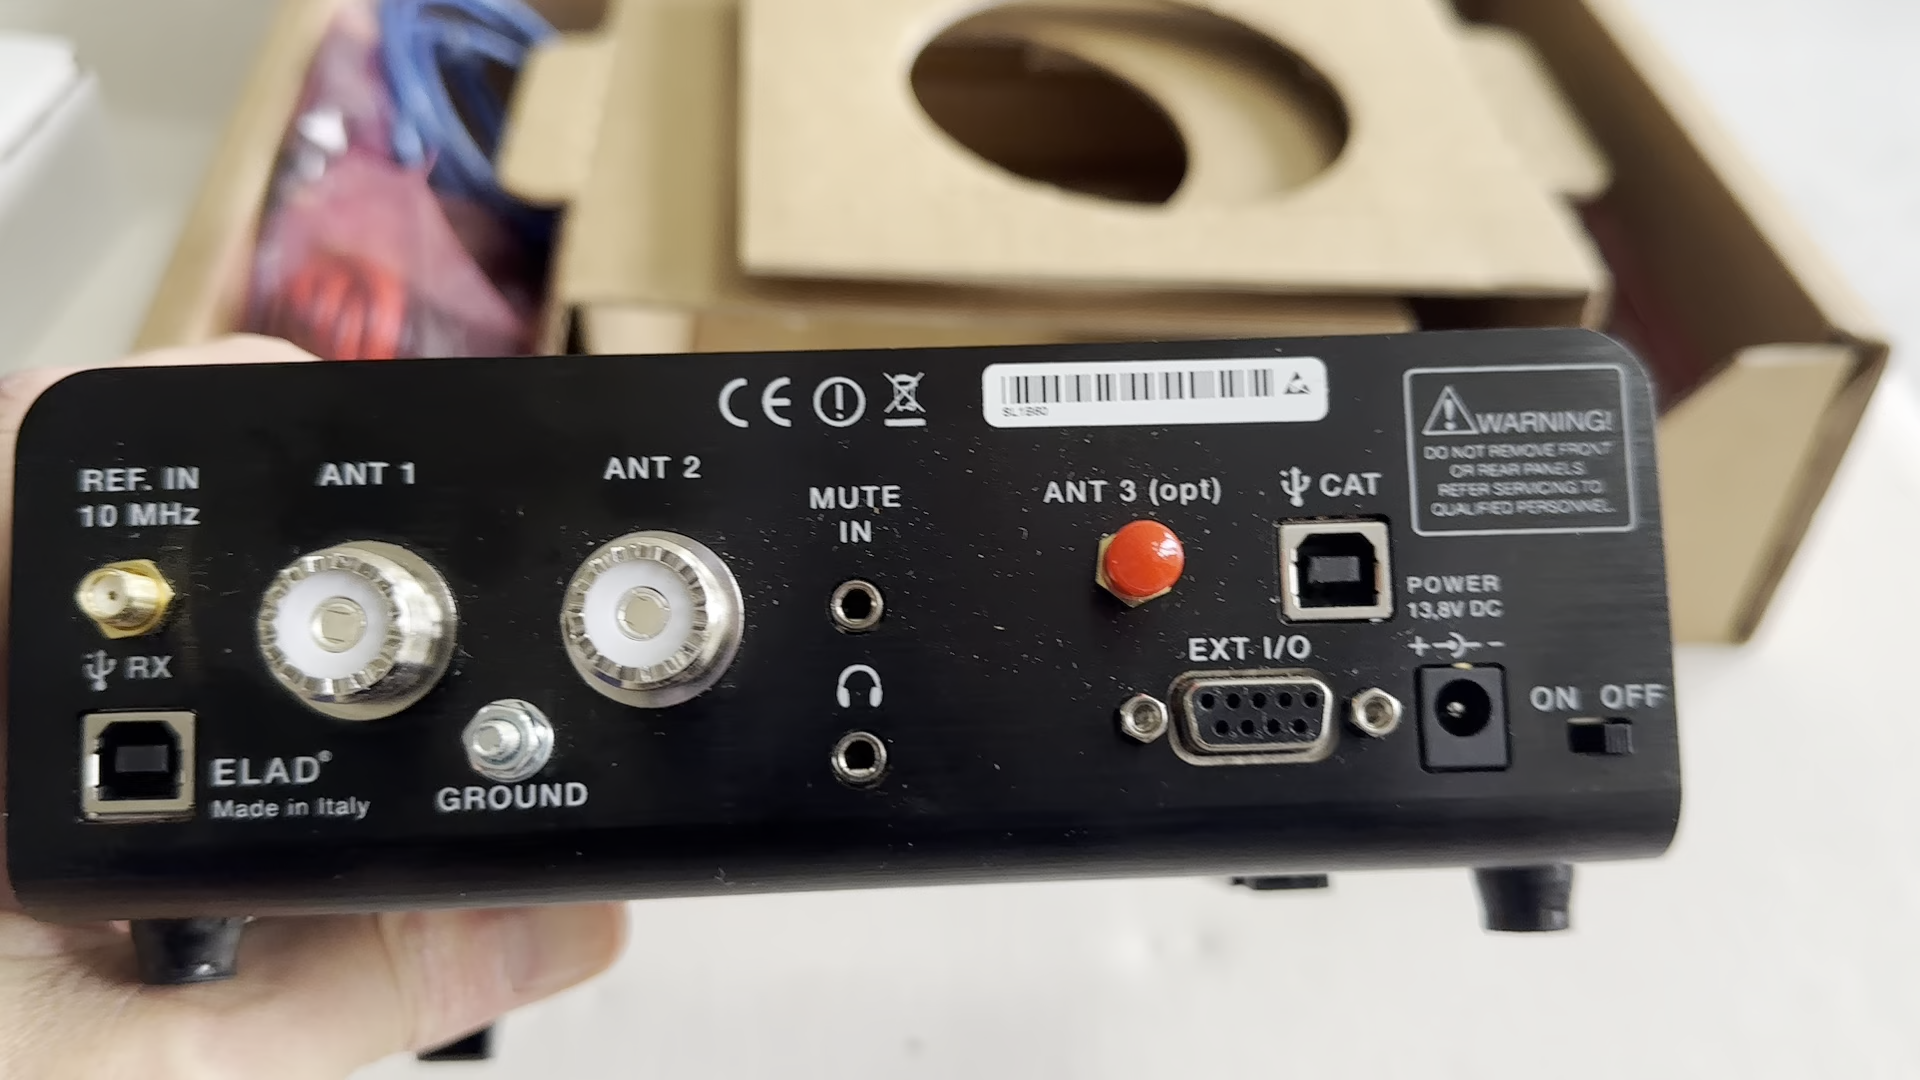 CE
SL1B60
WARNING!
DO NOT REMOVE FRONT
OR REAR PANELS.
REFER SERVICING TO
QUALIFIED PERSONNEL.
REF. IN
10 MHz
ANT 1
ANT 2
MUTE
IN
ANT 3 (opt)
CAT
POWER
13,8V DC
+ -
RX
EXT I/O
ON OFF
ELAD®
Made in Italy
GROUND